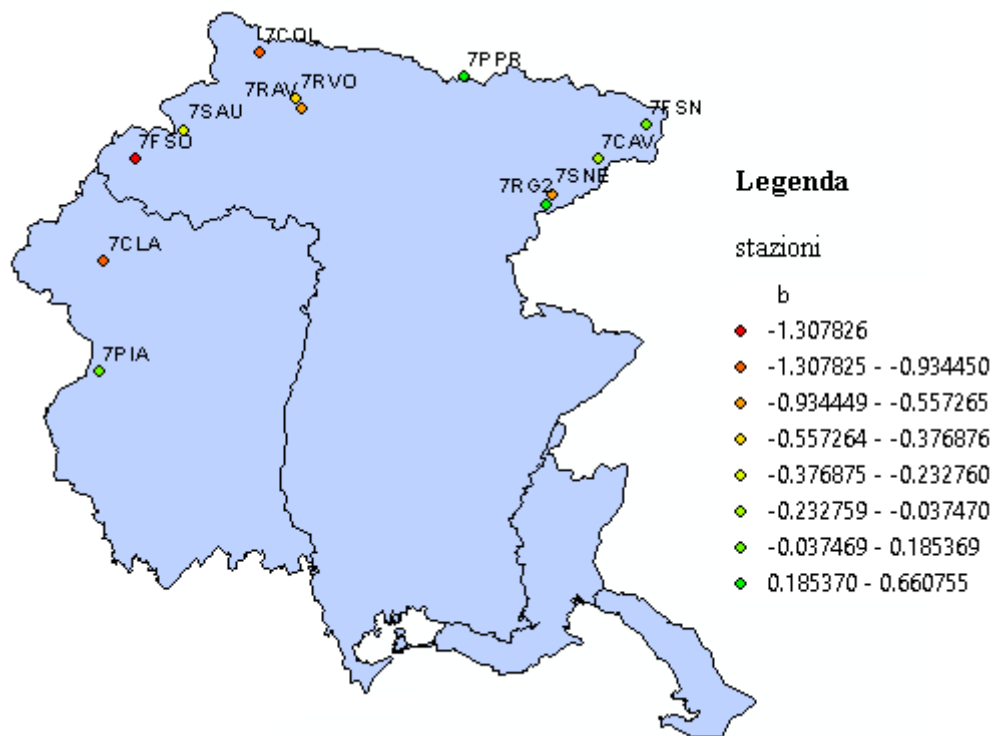 7COL
7PPR
7RAV
7RVO
7SAU
7FSN
7FSO
7CAV
7RG2
7SNE
7CLA
7PIA
Legenda
stazioni
b
-1.307826
-1.307825 - -0.934450
-0.934449 - -0.557265
-0.557264 - -0.376876
-0.376875 - -0.232760
-0.232759 - -0.037470
-0.037469 - 0.185369
0.185370 - 0.660755